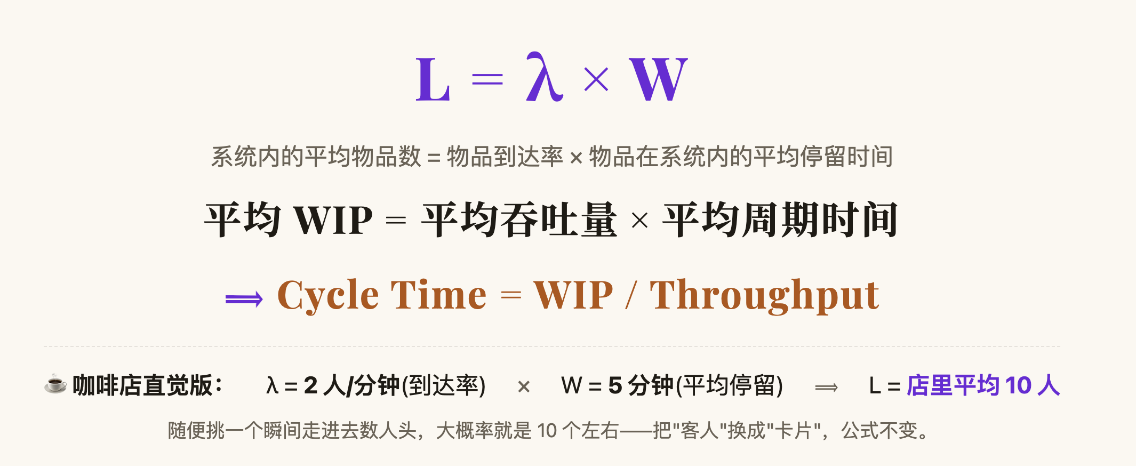 L = λ × W
系统内的平均物品数 = 物品到达率 × 物品在系统内的平均停留时间
平均 WIP = 平均吞吐量 × 平均周期时间
⟹ Cycle Time = WIP / Throughput
☕ 咖啡店直觉版： λ = 2 人/分钟(到达率) × W = 5 分钟(平均停留) ⟹ L = 店里平均 10 人
随便挑一个瞬间走进去数人头，大概率就是 10 个左右——把"客人"换成"卡片"，公式不变。